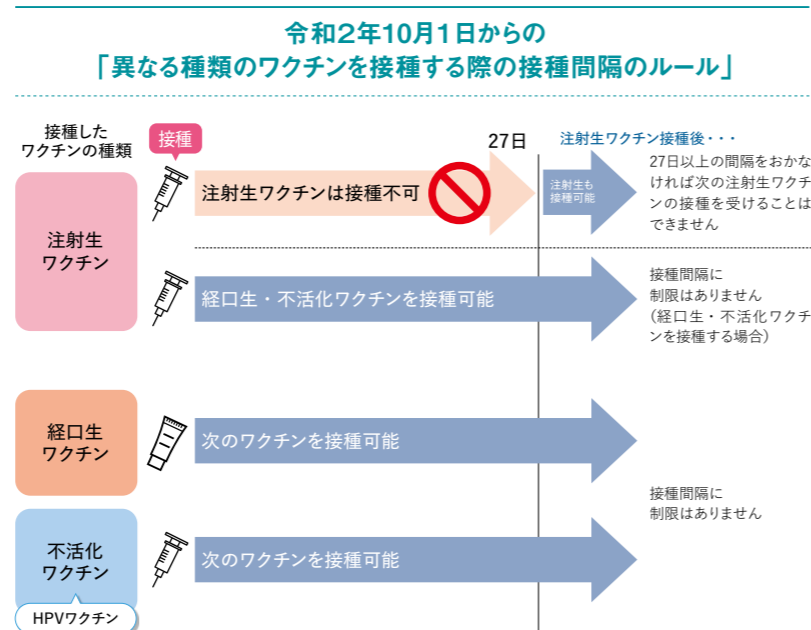 令和2年10月1日からの
「異なる種類のワクチンを接種する際の接種間隔のルール」
接種した
ワクチンの種類
接種
27日
注射生ワクチン接種後・・・
注射生
ワクチン
注射生ワクチンは接種不可
注射生も
接種可能
27日以上の間隔をおかな
ければ次の注射生ワクチ
ンの接種を受けることは
できません
経口生・不活化ワクチンを接種可能
接種間隔に
制限はありません
(経口生・不活化ワクチ
ンを接種する場合)
経口生
ワクチン
次のワクチンを接種可能
接種間隔に
制限はありません
不活化
ワクチン
次のワクチンを接種可能
HPVワクチン